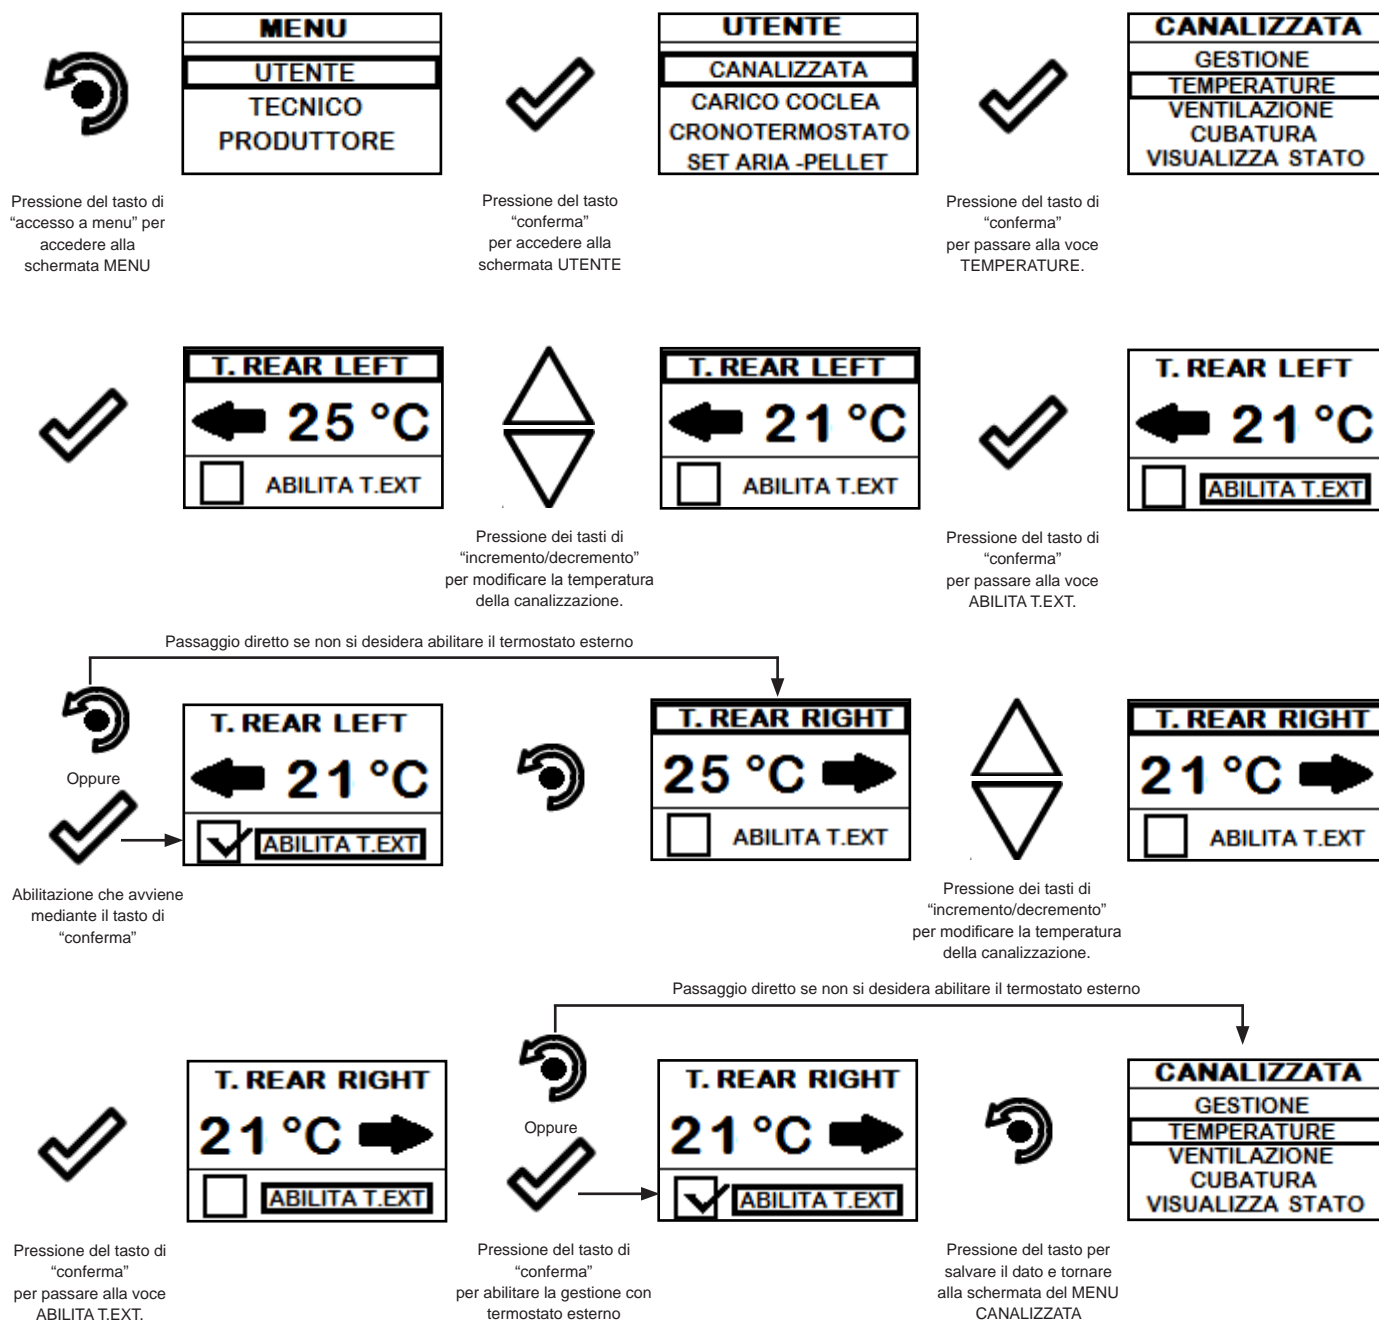 MENU
UTENTE
TECNICO
PRODUTTORE
UTENTE
CANALIZZATA
CARICO COCLEA
CRONOTERMOSTATO
SET ARIA -PELLET
CANALIZZATA
GESTIONE
TEMPERATURE
VENTILAZIONE
CUBATURA
VISUALIZZA STATO
Pressione del tasto di
“accesso a menu” per
accedere alla
schermata MENU
Pressione del tasto
“conferma”
per accedere alla
schermata UTENTE
Pressione del tasto di
“conferma”
per passare alla voce
TEMPERATURE.
T. REAR LEFT
25 °C
ABILITA T.EXT
T. REAR LEFT
21 °C
ABILITA T.EXT
T. REAR LEFT
21 °C
ABILITA T.EXT
Pressione dei tasti di
“incremento/decremento”
per modificare la temperatura
della canalizzazione.
Pressione del tasto di
“conferma”
per passare alla voce
ABILITA T.EXT.
Passaggio diretto se non si desidera abilitare il termostato esterno
Oppure
T. REAR LEFT
21 °C
ABILITA T.EXT
T. REAR RIGHT
25 °C
ABILITA T.EXT
T. REAR RIGHT
21 °C
ABILITA T.EXT
Abilitazione che avviene
mediante il tasto di
“conferma”
Pressione dei tasti di
“incremento/decremento”
per modificare la temperatura
della canalizzazione.
Passaggio diretto se non si desidera abilitare il termostato esterno
T. REAR RIGHT
21 °C
ABILITA T.EXT
Oppure
T. REAR RIGHT
21 °C
ABILITA T.EXT
CANALIZZATA
GESTIONE
TEMPERATURE
VENTILAZIONE
CUBATURA
VISUALIZZA STATO
Pressione del tasto di
“conferma”
per passare alla voce
ABILITA T.EXT.
Pressione del tasto di
“conferma”
per abilitare la gestione con
termostato esterno
Pressione del tasto per
salvare il dato e tornare
alla schermata del MENU
CANALIZZATA